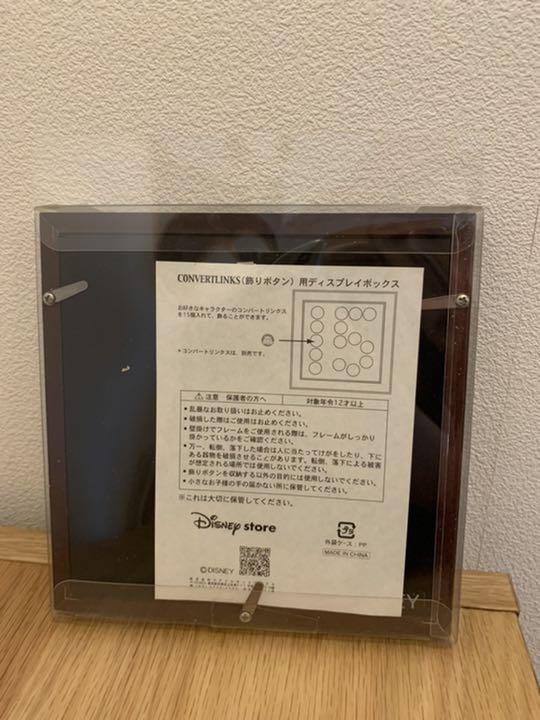 CONVERTLINKS(飾りボタン)用ディスプレイボックス
お好きなキャラクターのコンバートリンクス
を15個入れて、飾ることができます。
*コンバートリンクスは、別売です。
⚠ 注意 保護者の方へ
対象年令12才以上
• 乱暴なお取り扱いはお止めください。
• 破損した際はご使用はお止めください。
• 壁掛けでフレームをご使用される際は、フレームがしっかり
掛かっているかをご確認ください。
• 万一、転倒、落下した場合は人に当たってけがをしたり、下に
ある器物を破損させることがあります。転倒、落下による被害
が想定される場所では使用しないでください。
• 飾りボタンを収納する以外の目的には使用しないでください。
• 小さなお子様の手の届かない所に保管してください。
※これは大切に保管してください。
Disney store
プラ
外袋ケース：PP
MADE IN CHINA
©DISNEY
EY